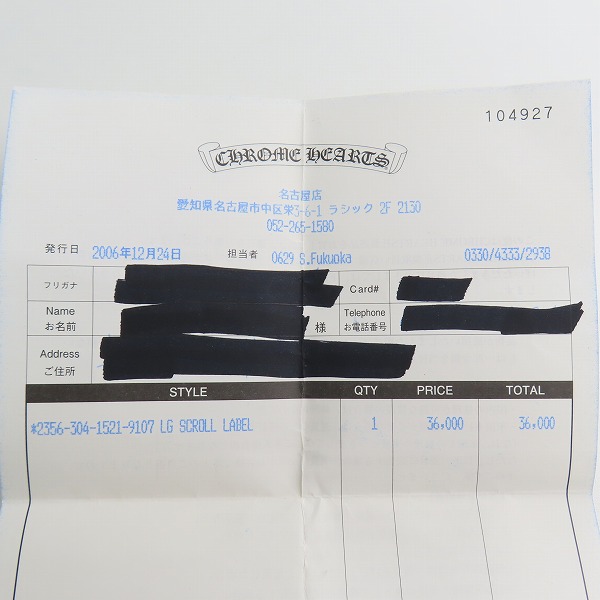 104927
CHROME HEARTS
名古屋店
愛知県名古屋市中区栄3-6-1 ラシック 2F 2130
052-265-1580
発行日 2006年12月24日 担当者 0629 S.Fukuoka 0330/4333/2938
フリガナ Card#
Name
お名前 様
Telephone
お電話番号
Address
ご住所
STYLE QTY PRICE TOTAL
*2356-304-1521-9107 LG SCROLL LABEL 1 36,000 36,000